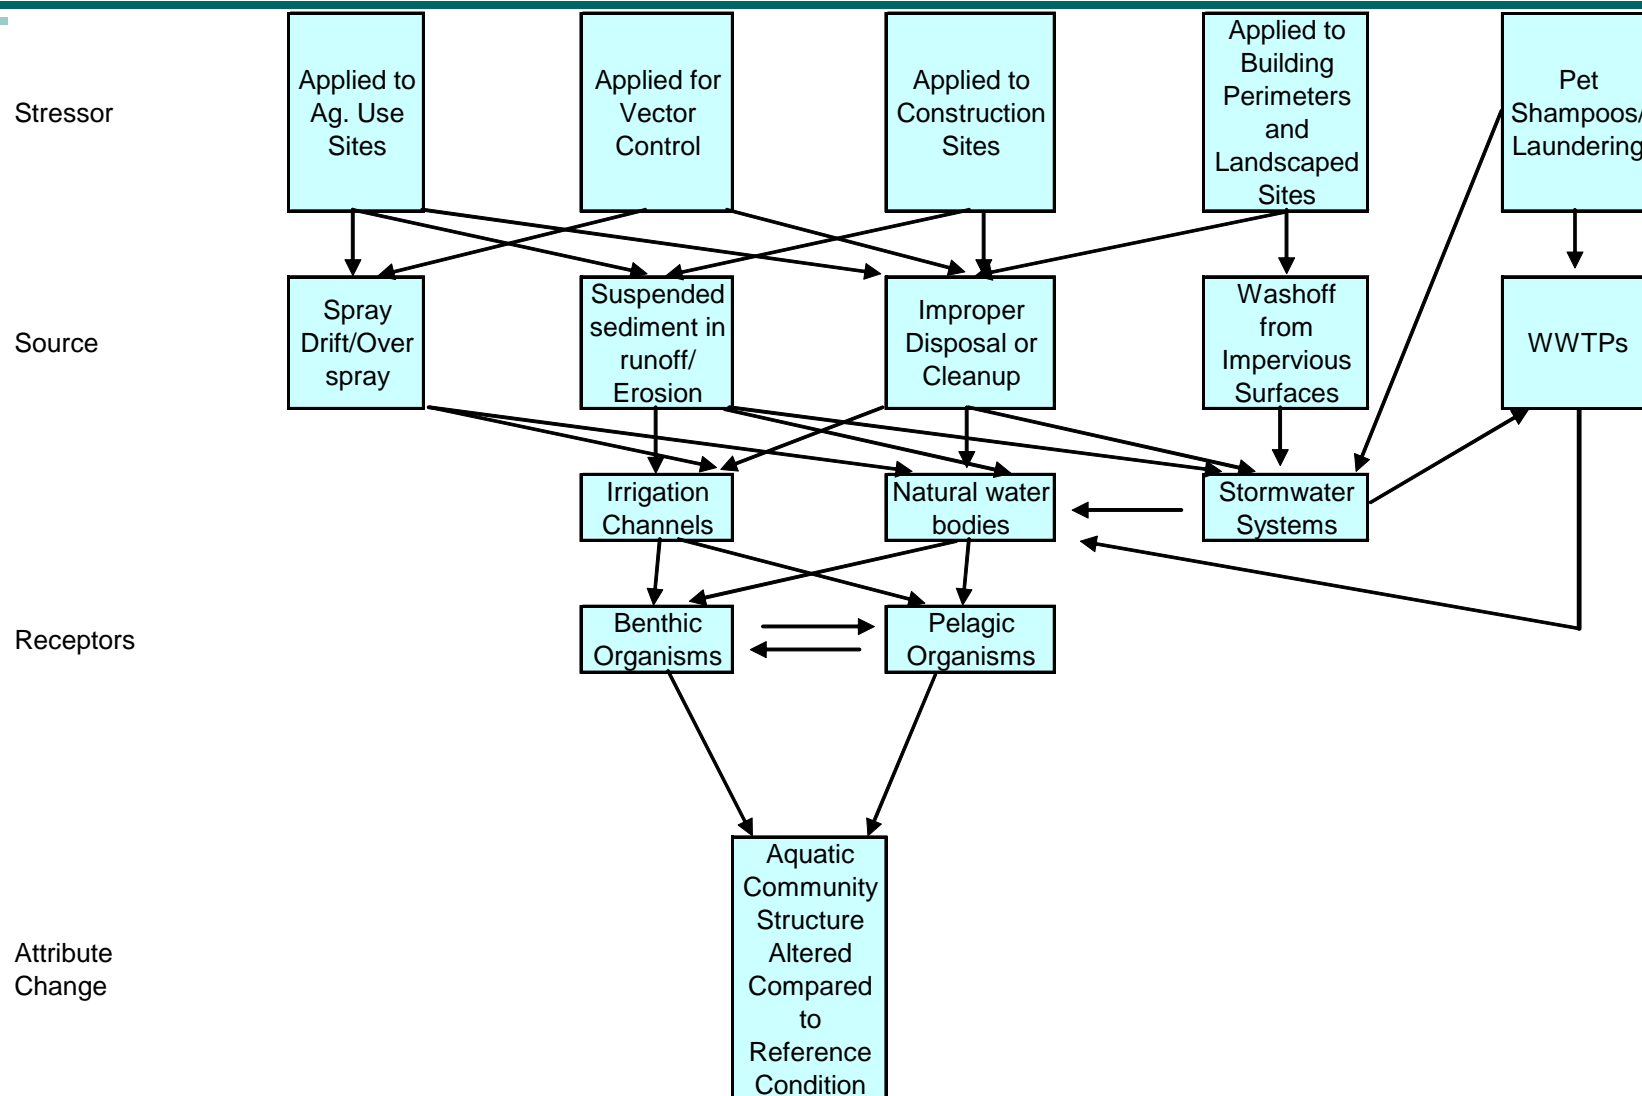 Stressor
Applied to
Ag. Use
Sites
Applied for
Vector
Control
Applied to
Construction
Sites
Applied to
Building
Perimeters
and
Landscaped
Sites
Pet
Shampoos/
Laundering
Source
Spray
Drift/Over
spray
Suspended
sediment in
runoff/
Erosion
Improper
Disposal or
Cleanup
Washoff
from
Impervious
Surfaces
WWTPs
Irrigation
Channels
Natural water
bodies
Stormwater
Systems
Receptors
Benthic
Organisms
Pelagic
Organisms
Attribute
Change
Aquatic
Community
Structure
Altered
Compared
to
Reference
Condition